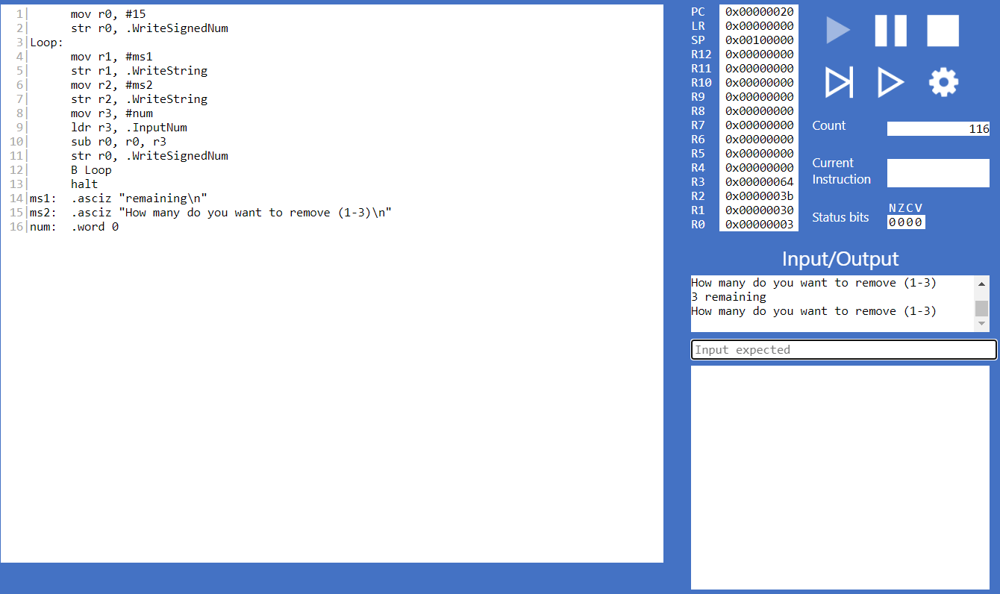 1|      mov r0, #15
2|      str r0, .WriteSignedNum
3|Loop:
4|      mov r1, #ms1
5|      str r1, .WriteString
6|      mov r2, #ms2
7|      str r2, .WriteString
8|      mov r3, #num
9|      ldr r3, .InputNum
10|      sub r0, r0, r3
11|      str r0, .WriteSignedNum
12|      B Loop
13|      halt
14|ms1:  .asciz "remaining\n"
15|ms2:  .asciz "How many do you want to remove (1-3)\n"
16|num:  .word 0
PC 0x00000020
LR 0x00000000
SP 0x00100000
R12 0x00000000
R11 0x00000000
R10 0x00000000
R9 0x00000000
R8 0x00000000
R7 0x00000000
R6 0x00000000
R5 0x00000000
R4 0x00000000
R3 0x00000064
R2 0x0000003b
R1 0x00000030
R0 0x00000003
Count 116
Current
Instruction
NZCV
Status bits 0000
Input/Output
How many do you want to remove (1-3)
3 remaining
How many do you want to remove (1-3)
Input expected